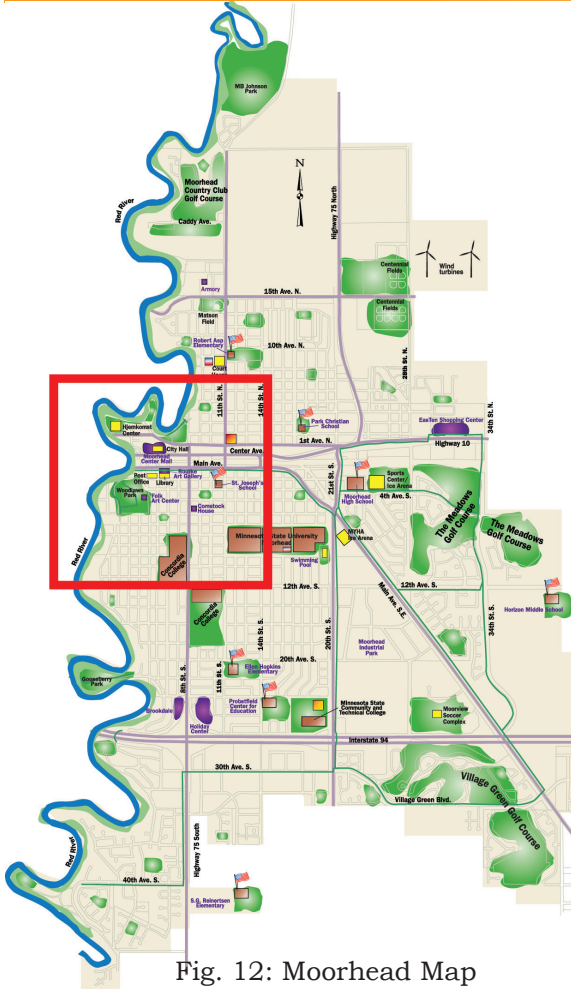 MB Johnson
Park
N
Moorhead
Country Club
Golf Course
Caddy Ave.
Red River
Highway 75 North
Wind
turbines
Centennial
Fields
Armory
15th Ave. N.
Centennial
Fields
Matson
Field
Robert Asp
Elementary
10th Ave. N.
Court
28th St. N.
11th St. N.
14th St. N.
Park Christian
School
EasTen Shopping Center
34th St. N.
Hjemkomst
Center
1st Ave. N.
Highway 10
City Hall
Center Ave.
Moorhead
Center Mall
Main Ave.
Rourke
Art Gallery
Post
Office
Library
St. Joseph's
School
21st St. S.
Moorhead
High School
Sports
Center/
Ice Arena
4th Ave. S.
Woodlawn
Park
Folk
Art Center
Comstock
House
The Meadows
Golf Course
The Meadows
Golf Course
Minnesota State University
Moorhead
MYHA
Ice Arena
Red River
Concordia
College
Swimming
Pool
12th Ave. S.
12th Ave. S.
Main Ave. S.E.
Horizon Middle School
Concordia
College
14th St. S.
20th St. S.
34th St. S.
Moorhead
Industrial
Park
20th Ave. S.
Ellen Hopkins
Elementary
Gooseberry
Park
8th St. S.
11th St. S.
Brookdale
Holiday
Center
Probstfield
Center for
Education
Minnesota State
Community and
Technical College
Moorview
Soccer
Complex
Interstate 94
30th Ave. S.
Village Green Blvd.
Village Green Golf Course
Red River
Highway 75 South
40th Ave. S.
S.G. Reinertsen
Elementary
Fig. 12: Moorhead Map